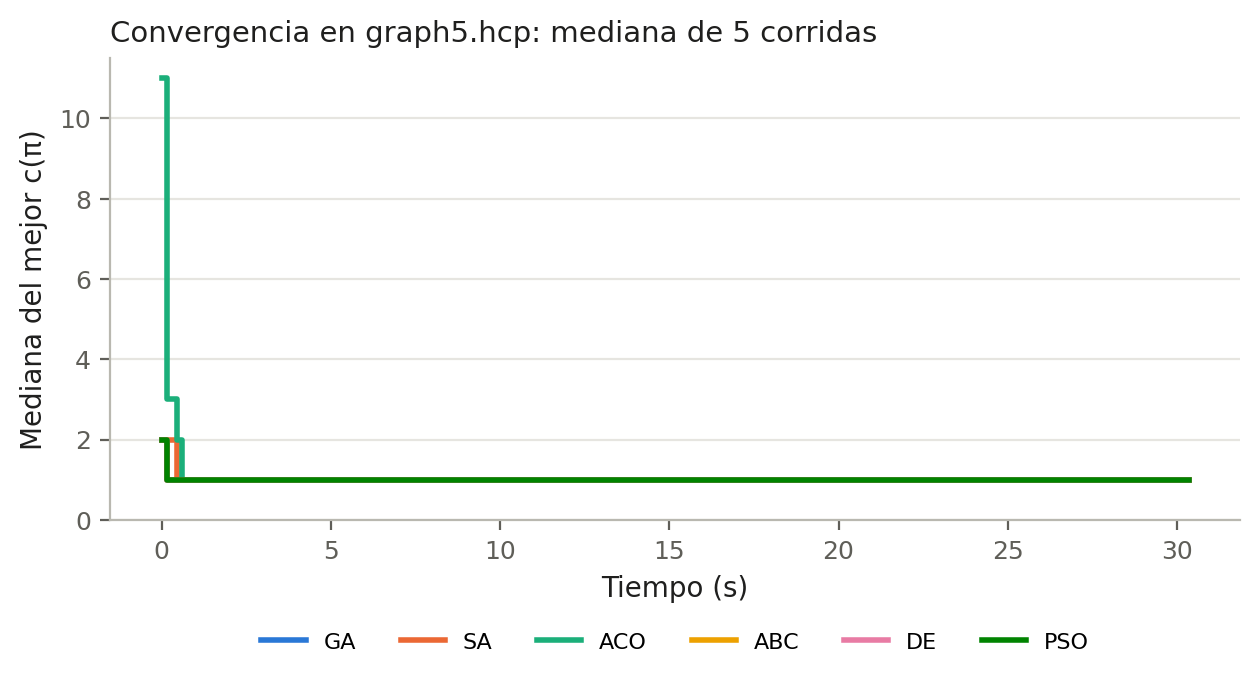 Convergencia en graph5.hcp: mediana de 5 corridas
Mediana del mejor c(π)
10
8
6
4
2
0
0 5 10 15 20 25 30
Tiempo (s)
GA SA ACO ABC DE PSO